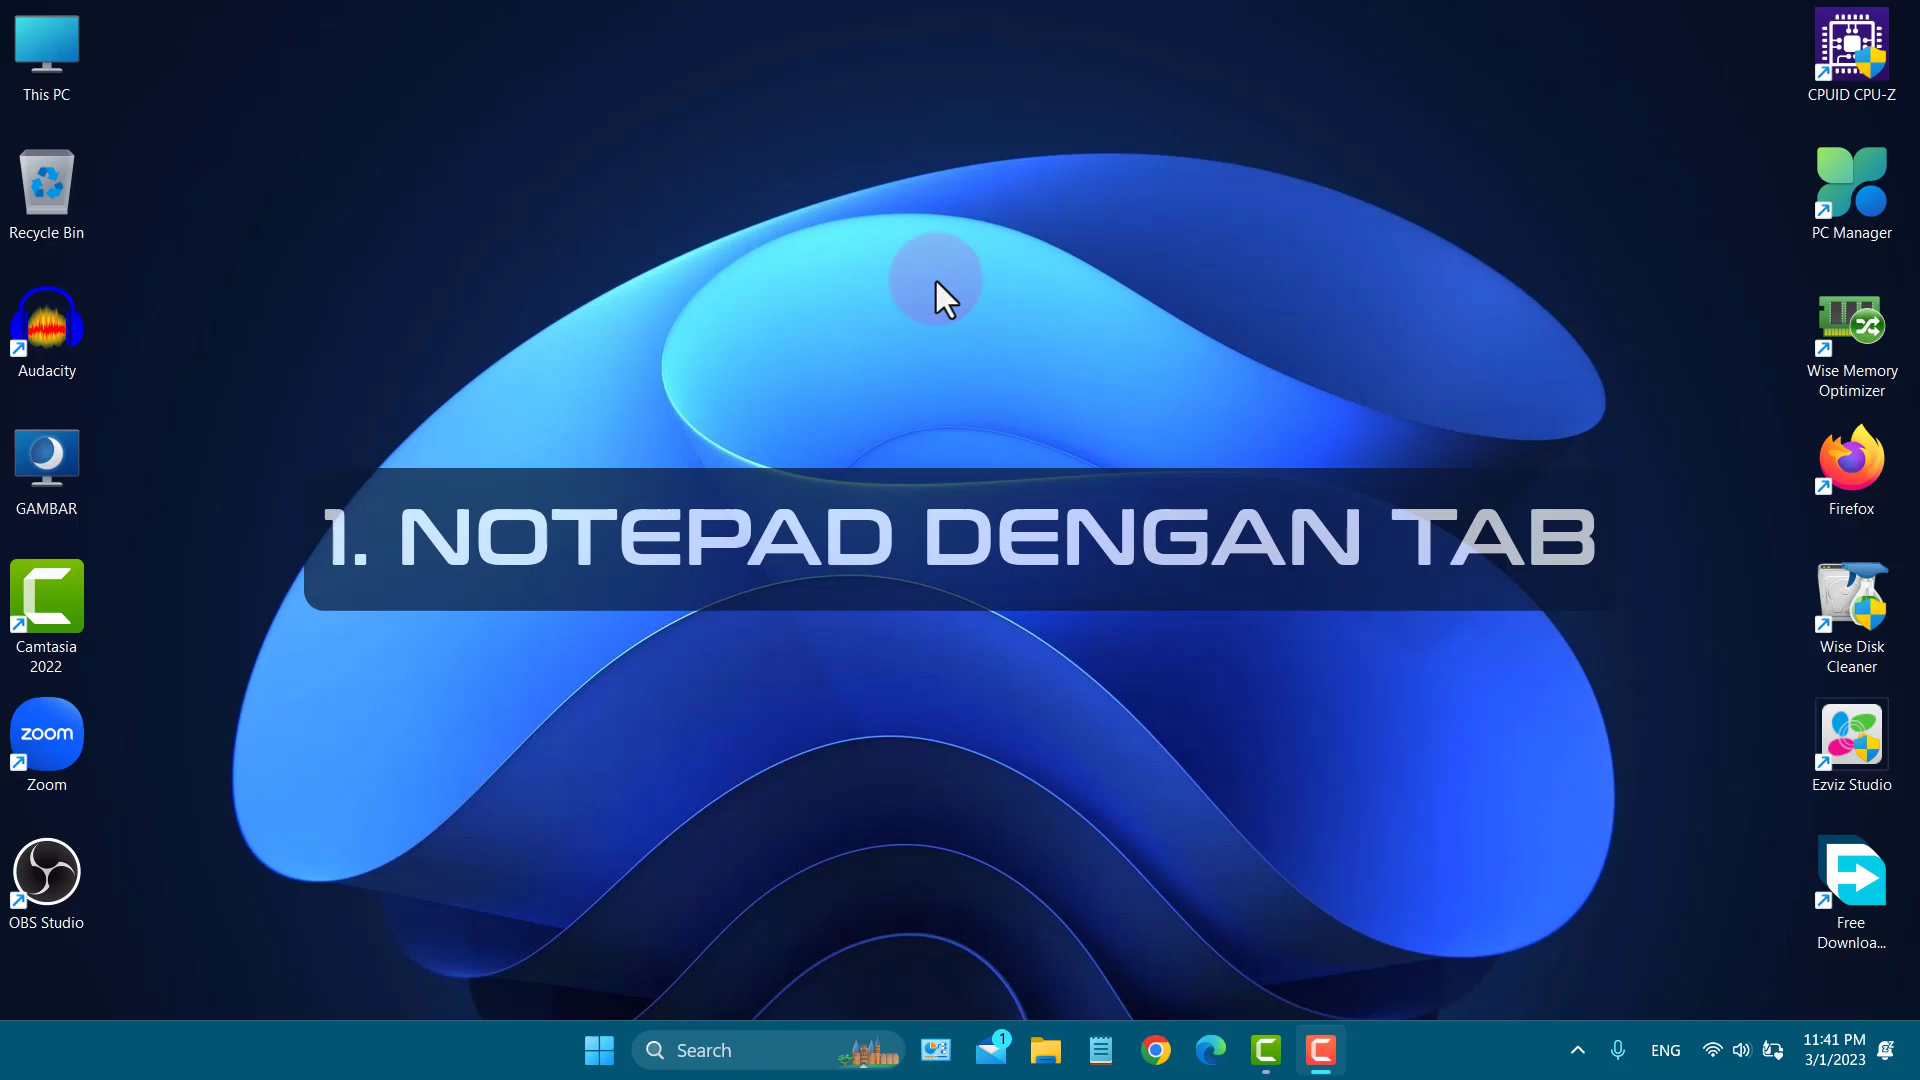 This PC
Recycle Bin
Audacity
GAMBAR
Camtasia
2022
zoom
Zoom
OBS Studio
1. NOTEPAD DENGAN TAB
CPUID CPU-Z
PC Manager
Wise Memory
Optimizer
Firefox
Wise Disk
Cleaner
Ezviz Studio
Free
Downloa...
Search
1
ENG
11:41 PM
3/1/2023